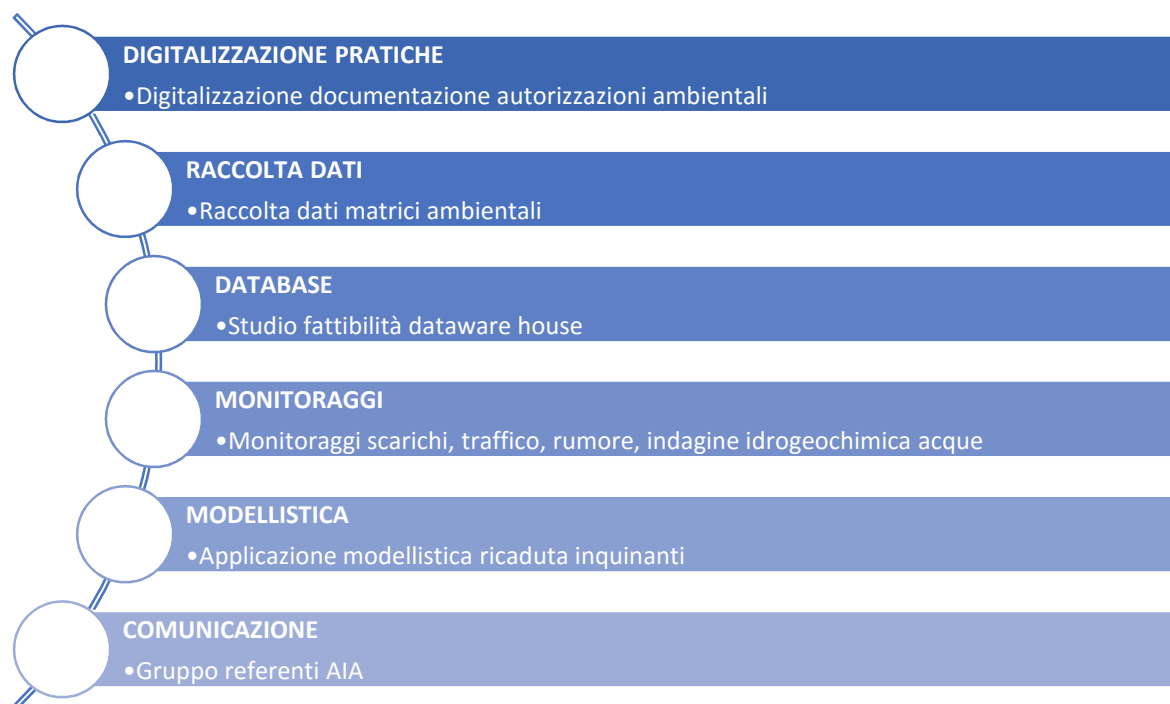 DIGITALIZZAZIONE PRATICHE
•Digitalizzazione documentazione autorizzazioni ambientali
RACCOLTA DATI
•Raccolta dati matrici ambientali
DATABASE
•Studio fattibilità dataware house
MONITORAGGI
•Monitoraggi scarichi, traffico, rumore, indagine idrogeochimica acque
MODELLISTICA
•Applicazione modellistica ricaduta inquinanti
COMUNICAZIONE
•Gruppo referenti AIA